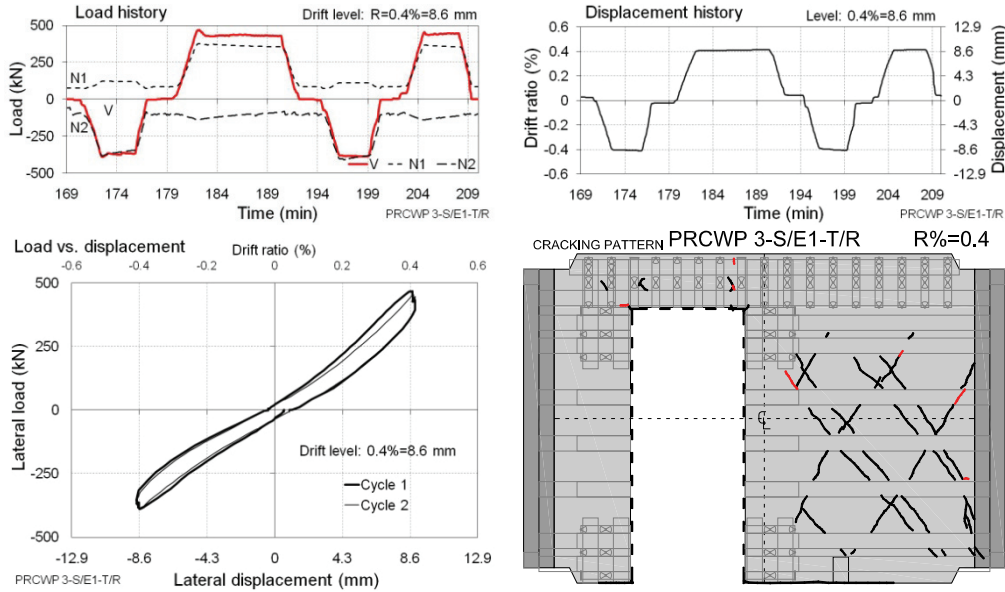 Load history
Drift level: R=0.4%=8.6 mm
Load (kN)
500
250
0
-250
-500
N1
V
N2
V N1 N2
169 174 179 184 189 194 199 204 209
Time (min)
PRCWP 3-S/E1-T/R
Displacement history
Level: 0.4%=8.6 mm
Drift ratio (%)
0.6
0.4
0.2
0.0
-0.2
-0.4
-0.6
12.9
8.6
4.3
0
-4.3
-8.6
-12.9
Displacement (mm)
169 174 179 184 189 194 199 204 209
Time (min)
PRCWP 3-S/E1-T/R
Load vs. displacement
Drift ratio (%)
-0.6 -0.4 -0.2 0 0.2 0.4 0.6
Lateral load (kN)
500
250
0
-250
-500
Drift level: 0.4%=8.6 mm
Cycle 1
Cycle 2
-12.9 -8.6 -4.3 0 4.3 8.6 12.9
PRCWP 3-S/E1-T/R
Lateral displacement (mm)
CRACKING PATTERN PRCWP 3-S/E1-T/R R%=0.4
℄